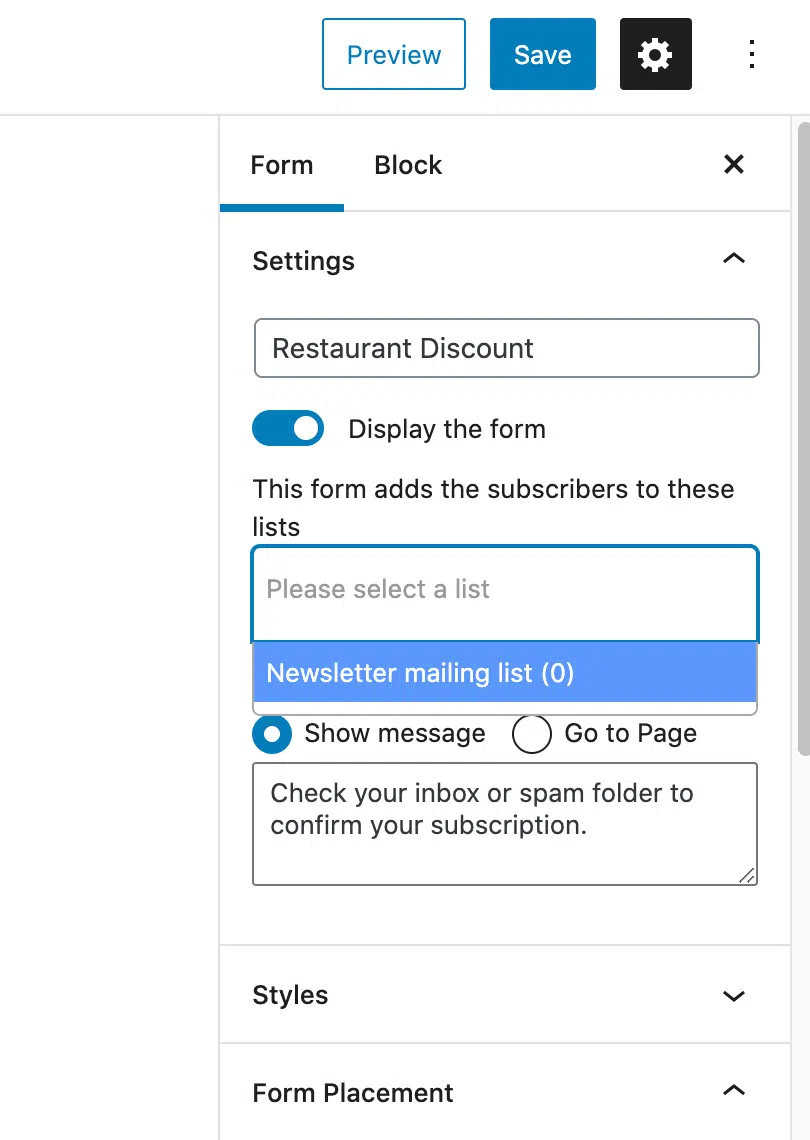 Preview
Save
Form
Block
Settings
Restaurant Discount
Display the form
This form adds the subscribers to these
lists
Please select a list
Newsletter mailing list (0)
Show message
Go to Page
Check your inbox or spam folder to
confirm your subscription.
Styles
Form Placement